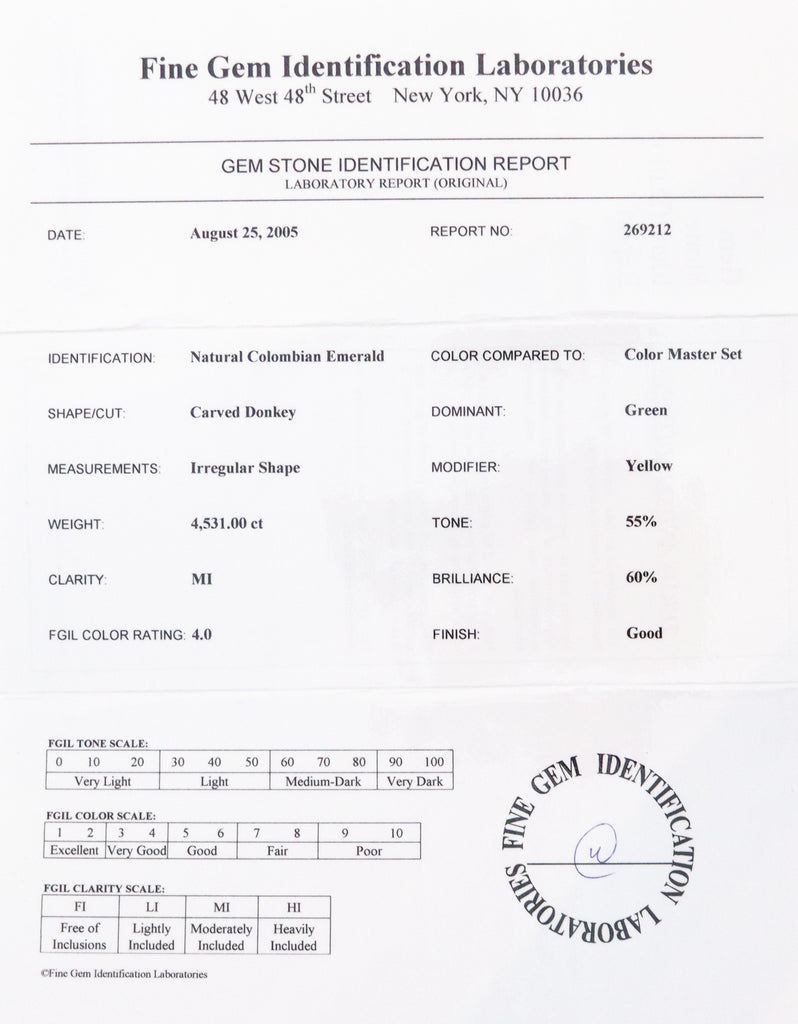 Fine Gem Identification Laboratories
48 West 48th Street New York, NY 10036
GEM STONE IDENTIFICATION REPORT
LABORATORY REPORT (ORIGINAL)
DATE: August 25, 2005 REPORT NO: 269212
IDENTIFICATION: Natural Colombian Emerald COLOR COMPARED TO: Color Master Set
SHAPE/CUT: Carved Donkey DOMINANT: Green
MEASUREMENTS: Irregular Shape MODIFIER: Yellow
WEIGHT: 4,531.00 ct TONE: 55%
CLARITY: MI BRILLIANCE: 60%
FGIL COLOR RATING: 4.0 FINISH: Good
FGIL TONE SCALE:
0 10 20 30 40 50 60 70 80 90 100
Very Light Light Medium-Dark Very Dark
FGIL COLOR SCALE:
1 2 3 4 5 6 7 8 9 10
Excellent Very Good Good Fair Poor
FGIL CLARITY SCALE:
FI LI MI HI
Free of Lightly Moderately Heavily
Inclusions Included Included Included
©Fine Gem Identification Laboratories
FINE GEM IDENTIFICATION LABORATORIES